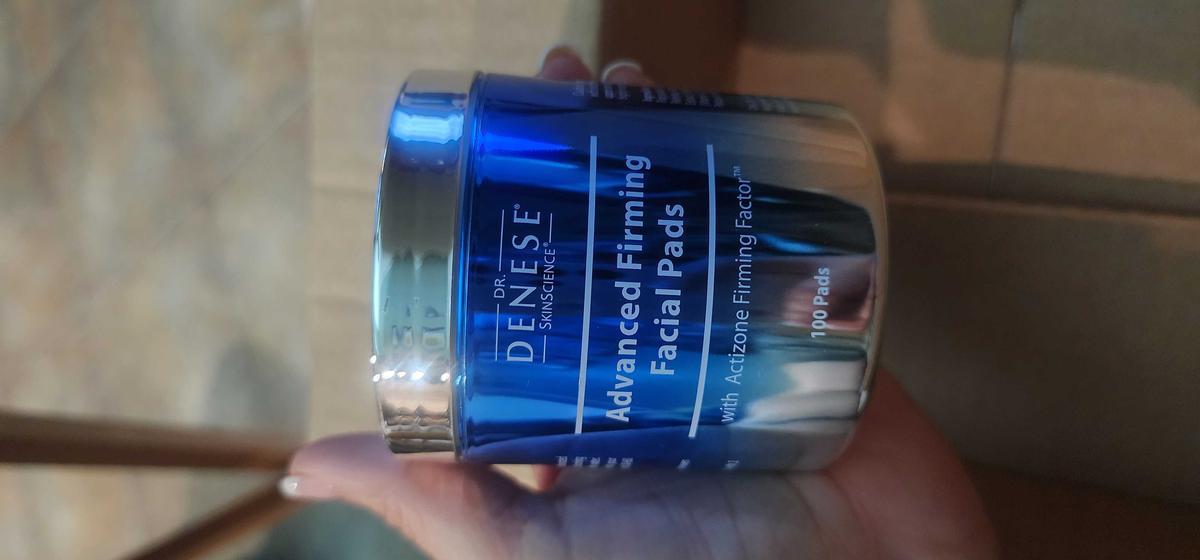 DR.
DENESE®
SKINSCIENCE®
Advanced Firming
Facial Pads
with Actizone Firming Factor™
100 Pads